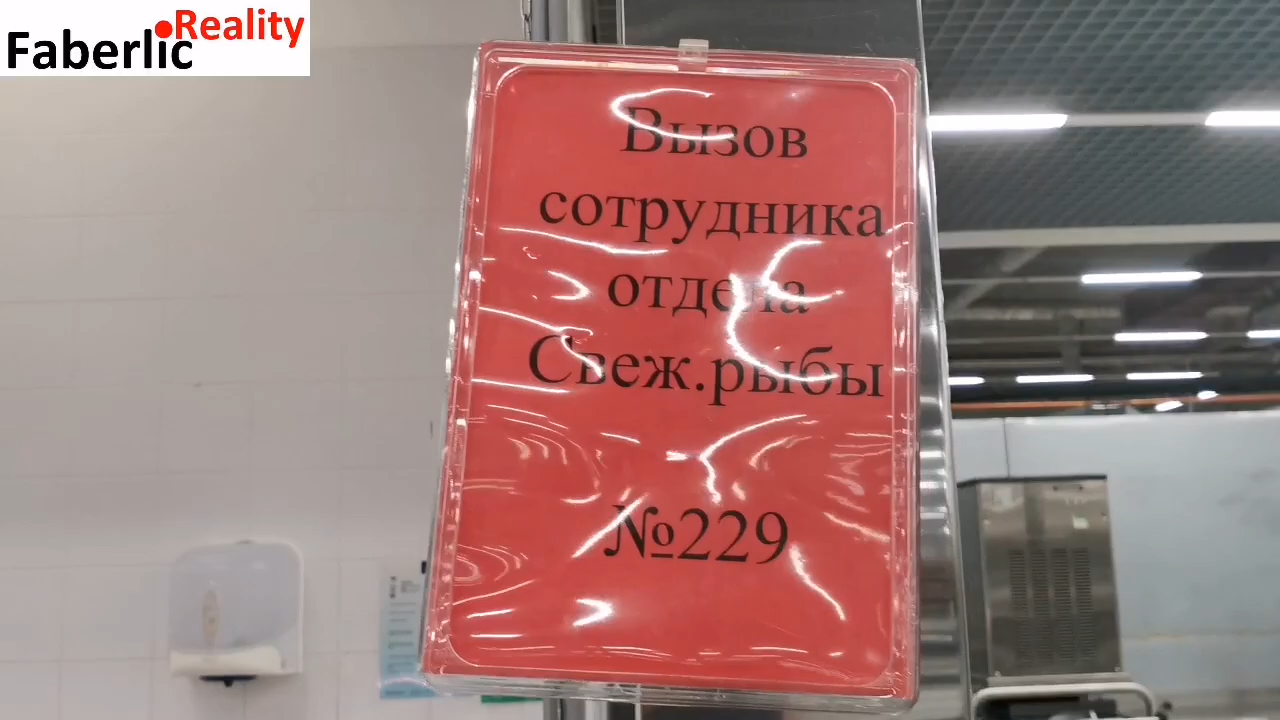 Faberlic
Reality
Вызов
сотрудника
отдела
Свеж.рыбы
№229